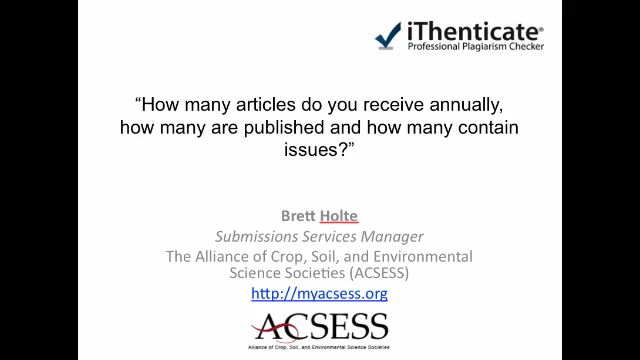 iThenticate®
Professional Plagiarism Checker
“How many articles do you receive annually,
how many are published and how many contain
issues?”
Brett Holte
Submissions Services Manager
The Alliance of Crop, Soil, and Environmental
Science Societies (ACSESS)
http://myacsess.org
ACSESS
Alliance of Crop, Soil, and Environmental Science Societies